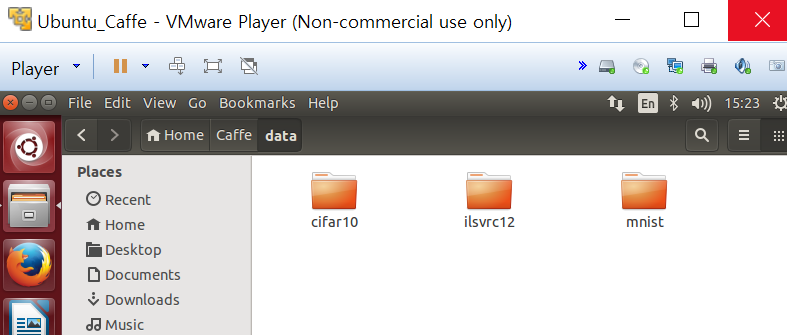 Ubuntu_Caffe - VMware Player (Non-commercial use only)
Player
File Edit View Go Bookmarks Help En 15:23
Home Caffe data
Places
Recent
Home
Desktop
Documents
Downloads
Music
cifar10 ilsvrc12 mnist